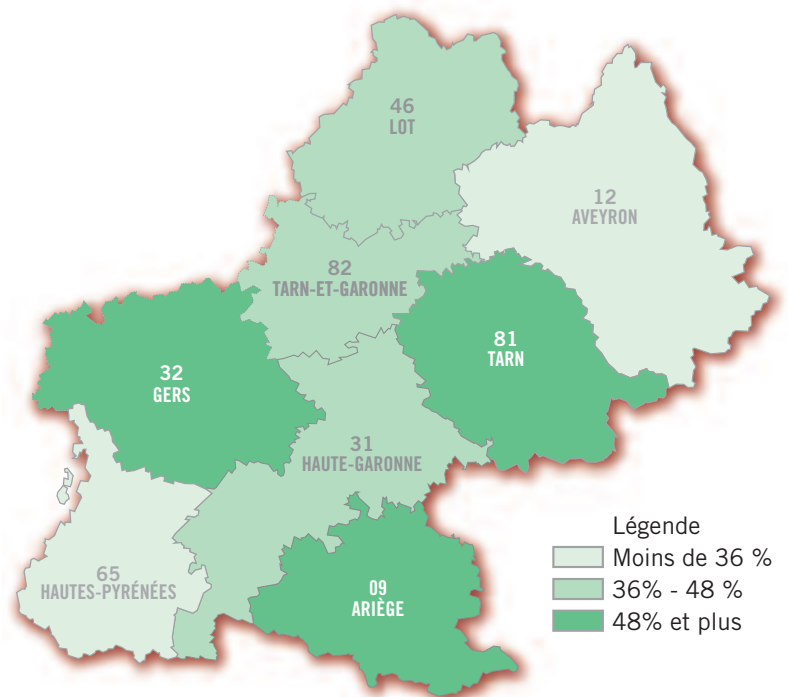 46
LOT
12
AVEYRON
82
TARN-ET-GARONNE
81
TARN
32
GERS
31
HAUTE-GARONNE
65
HAUTES-PYRÉNÉES
09
ARIÈGE
Légende
Moins de 36 %
36% - 48 %
48% et plus